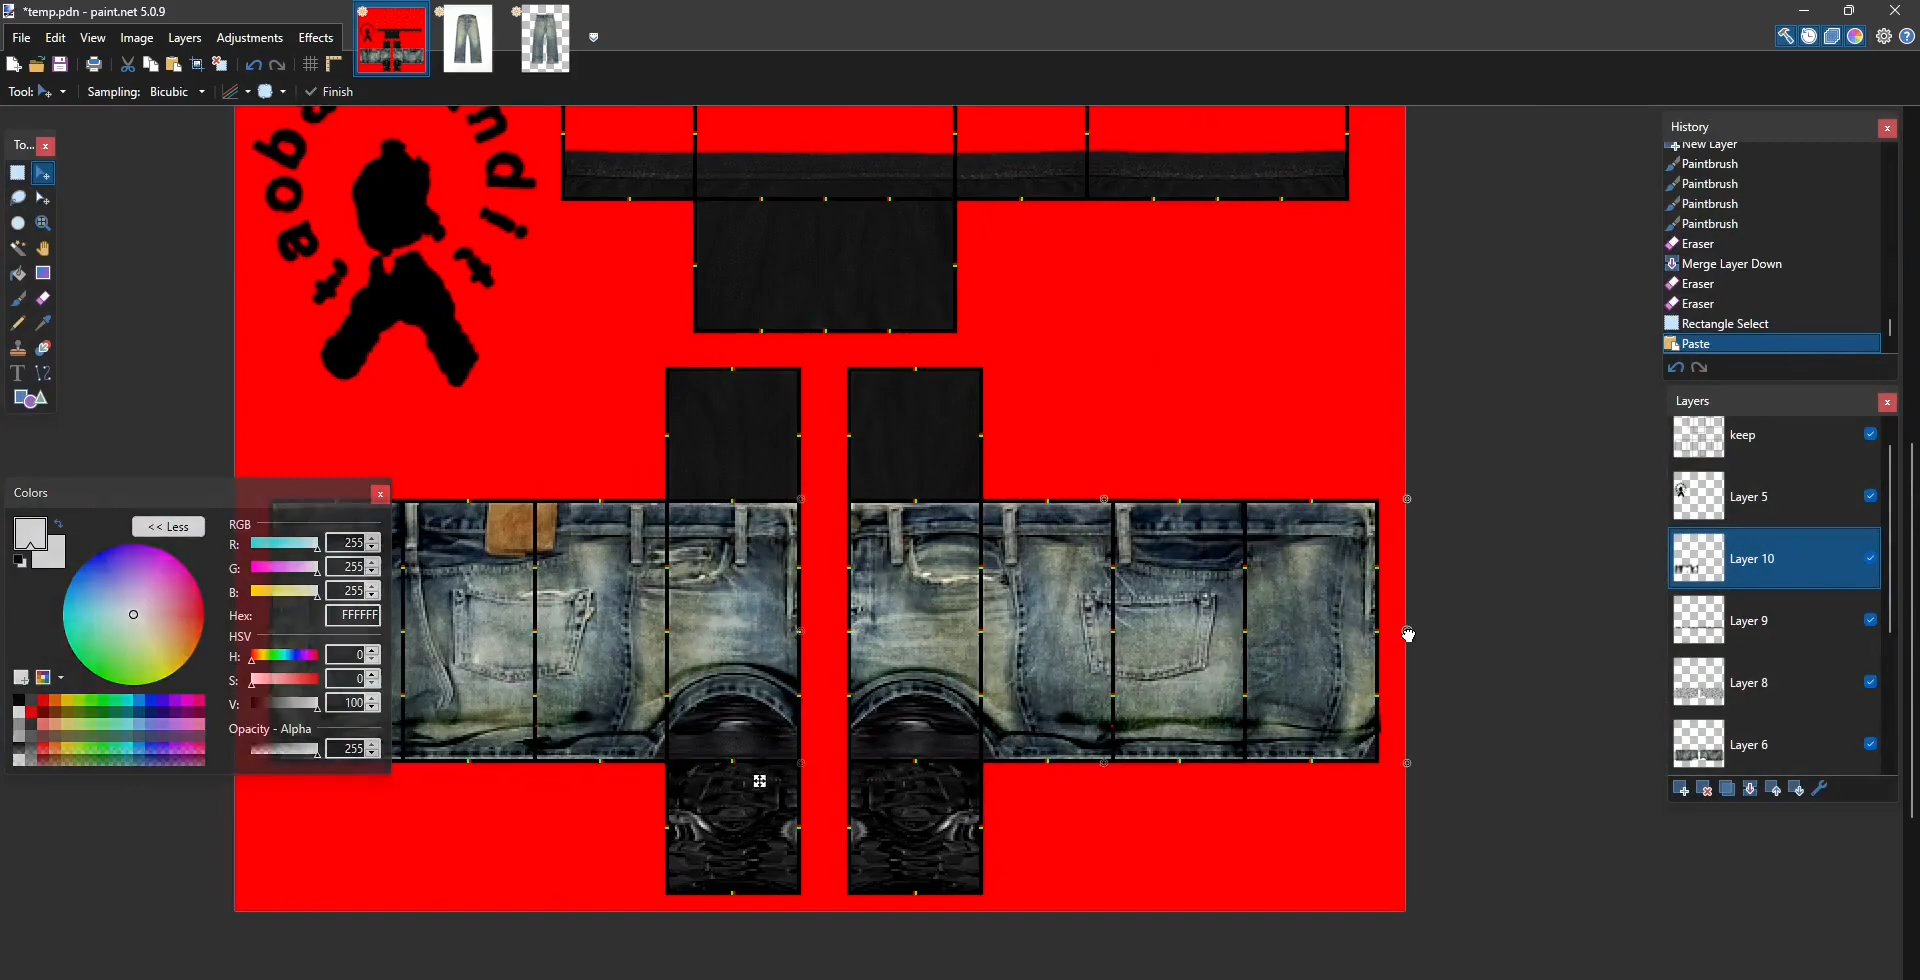 *temp.pdn - paint.net 5.0.9
File Edit View Image Layers Adjustments Effects
Tool: Sampling: Bicubic Finish
To...
History
New Layer
Paintbrush
Paintbrush
Paintbrush
Paintbrush
Eraser
Merge Layer Down
Eraser
Eraser
Rectangle Select
Paste
Layers
keep
Layer 5
Layer 10
Layer 9
Layer 8
Layer 6
Colors
<< Less
RGB
R: 255
G: 255
B: 255
Hex: FFFFFF
HSV
H: 0
S: 0
V: 100
Opacity - Alpha
255